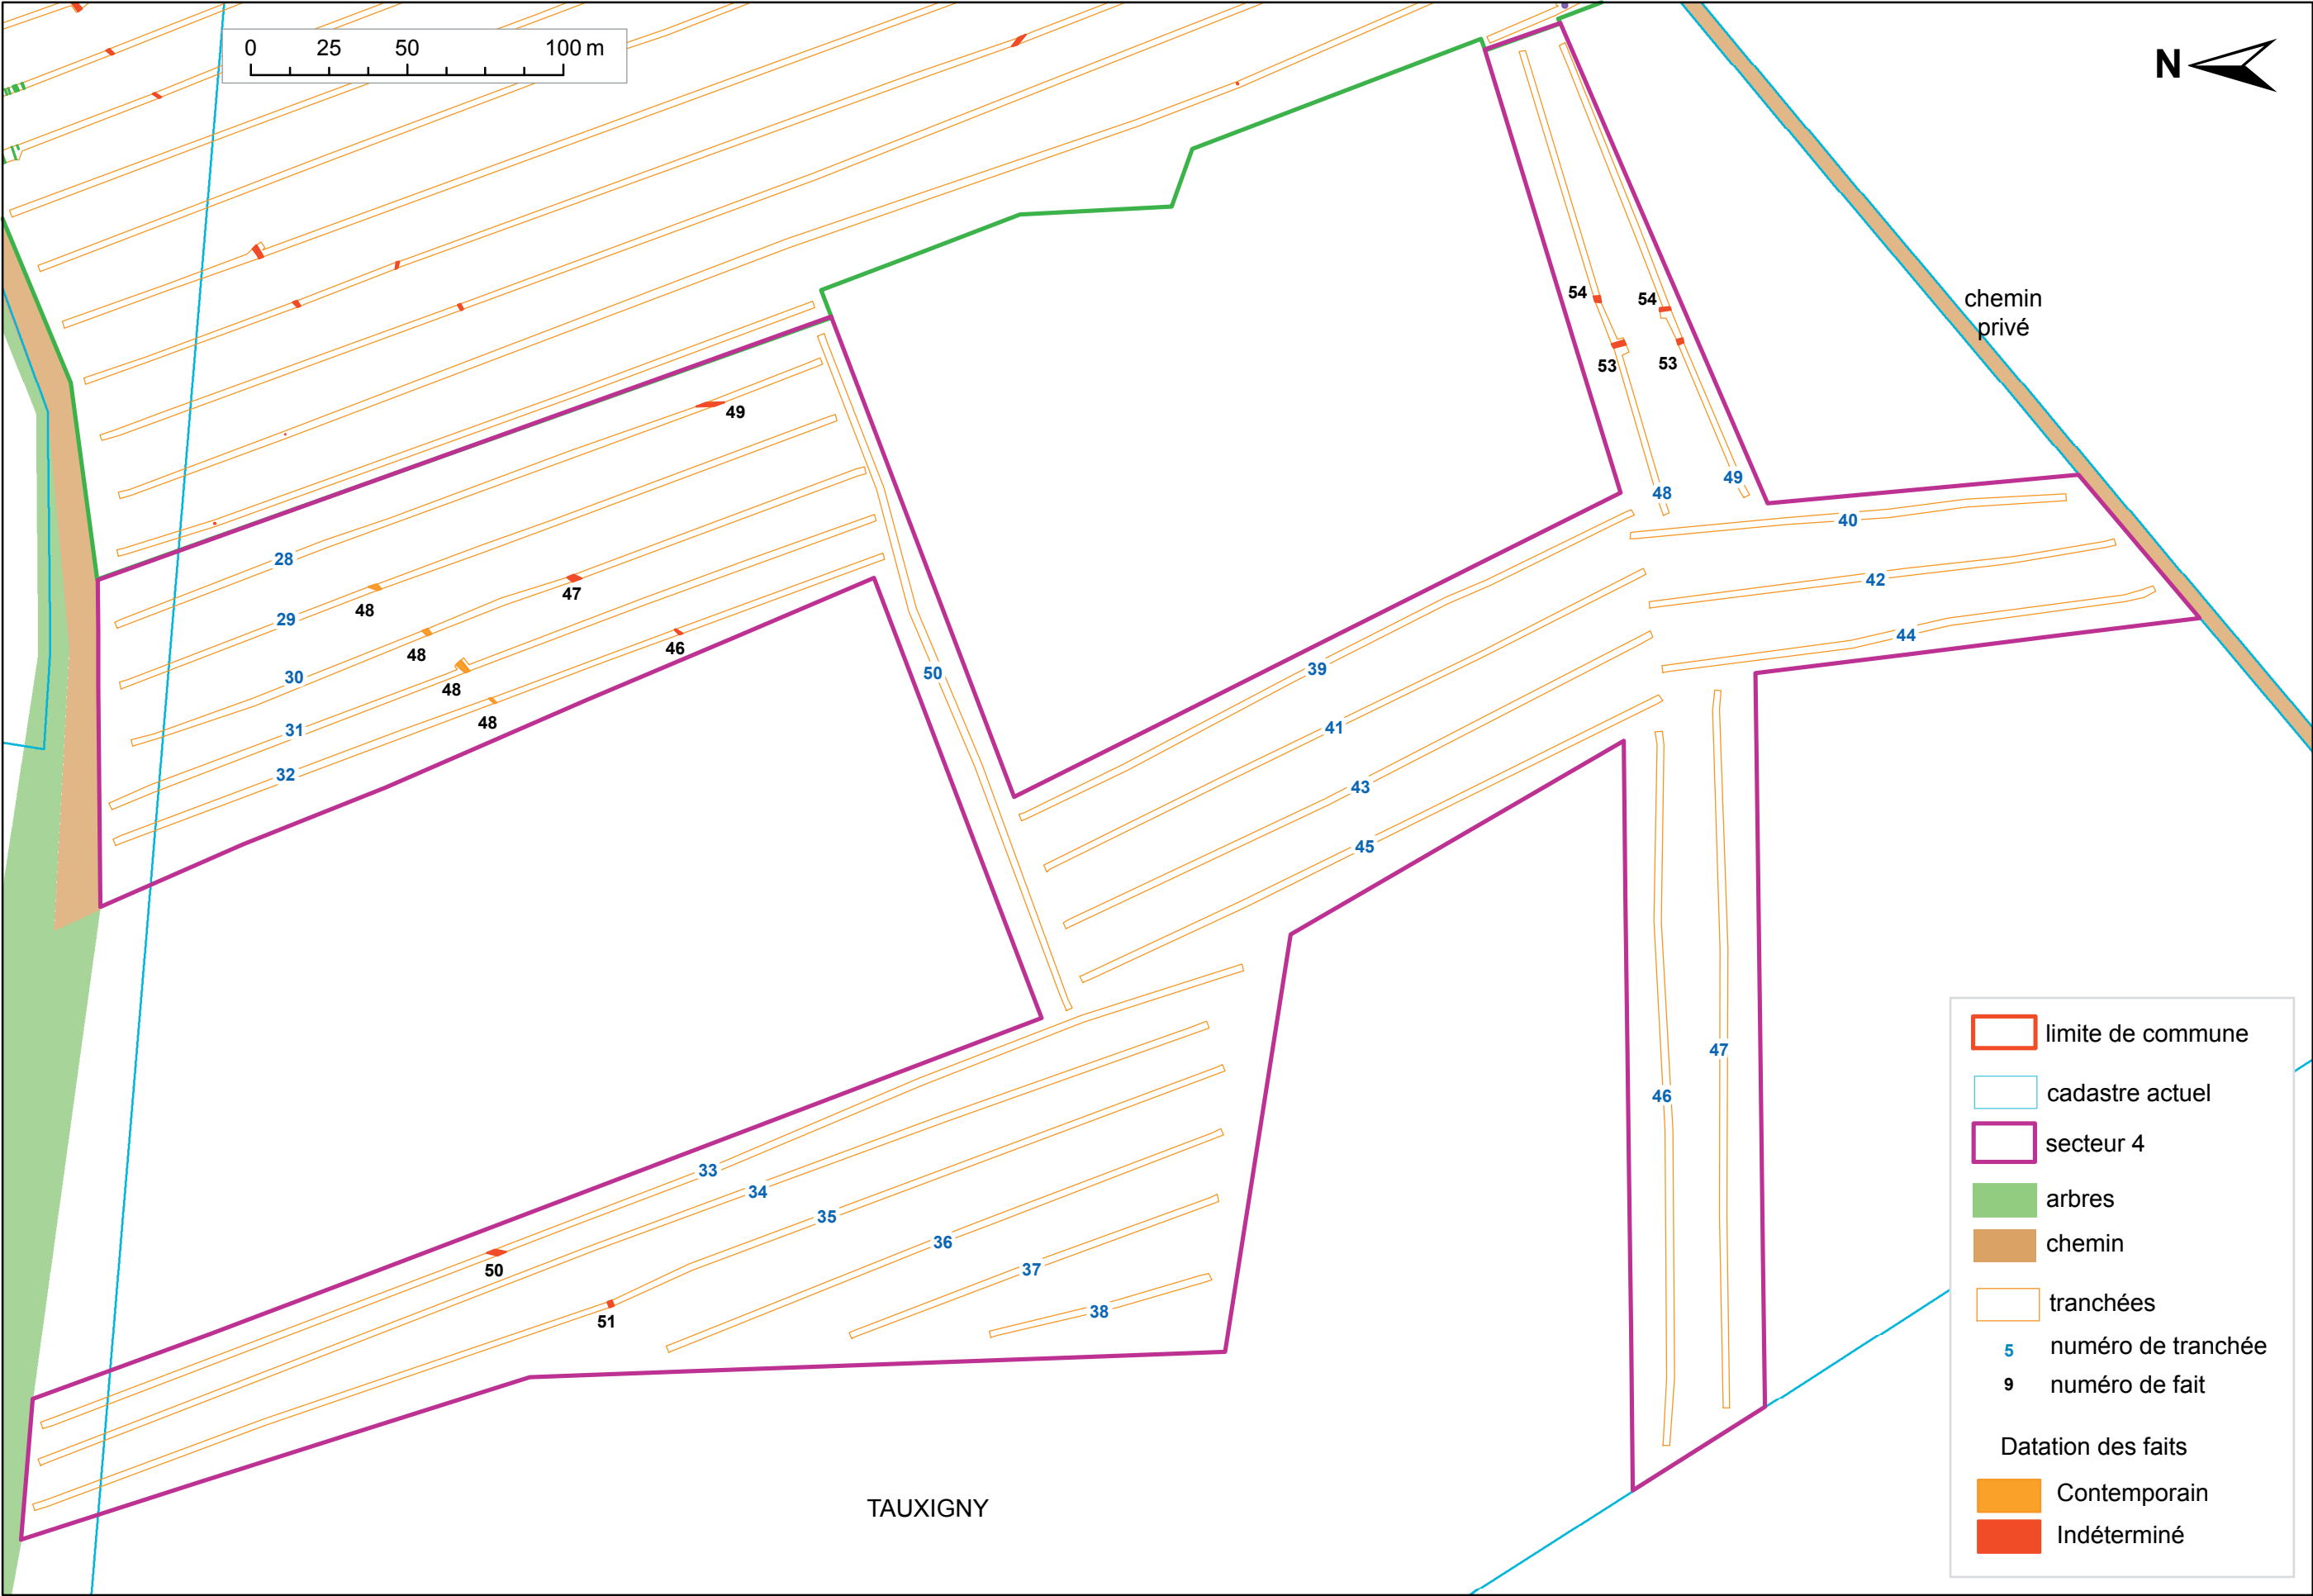 0 25 50 100 m
N
chemin
privé
54
54
53
53
49
48
49
40
28
42
48
47
29
44
46
48
39
50
30
48
31
48
41
32
43
45
47
46
33
34
35
36
50
37
38
51
TAUXIGNY
limite de commune
cadastre actuel
secteur 4
arbres
chemin
tranchées
5 numéro de tranchée
9 numéro de fait
Datation des faits
Contemporain
Indéterminé